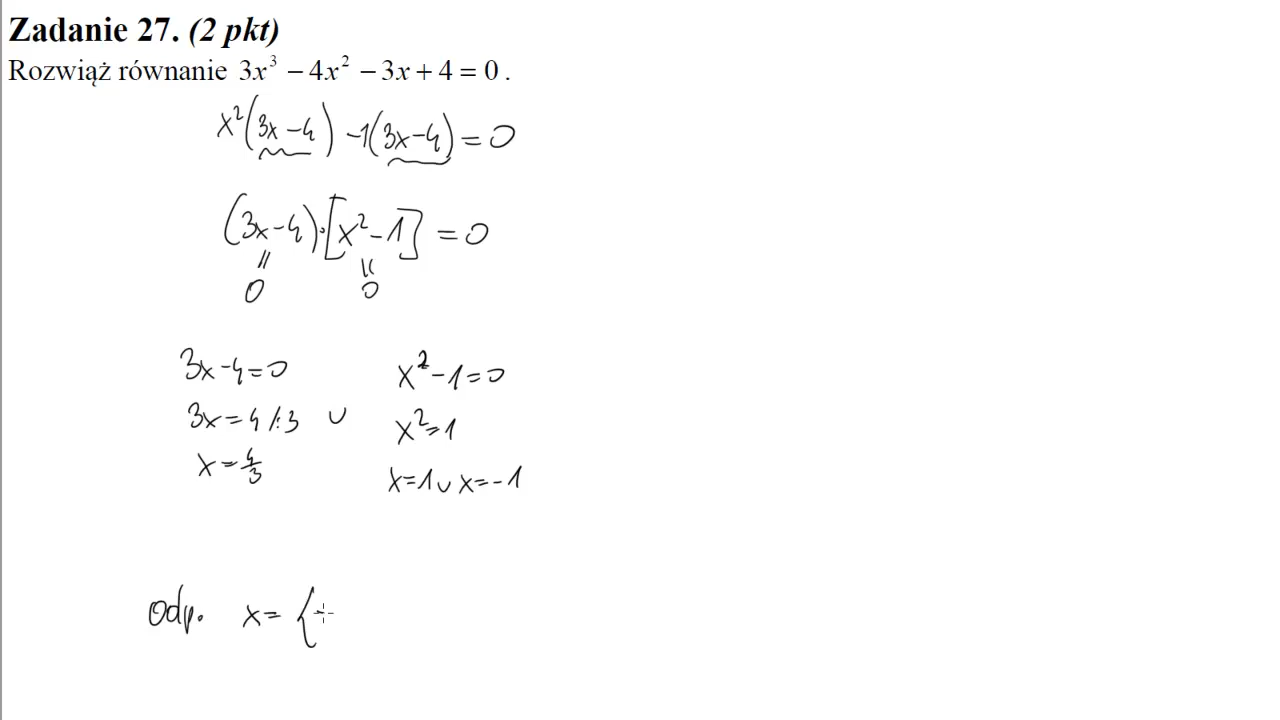 Zadanie 27. (2 pkt)
Rozwiąż równanie 3x³ − 4x² − 3x + 4 = 0 .
x²(3x−4) −1(3x−4) = 0
(3x−4)·[x²−1] = 0
= =
0 0
3x−4=0 x²−1=0
3x=4 /:3 ∪ x²=1
x=4/3 x=1 ∪ x=−1
Odp. x= {-